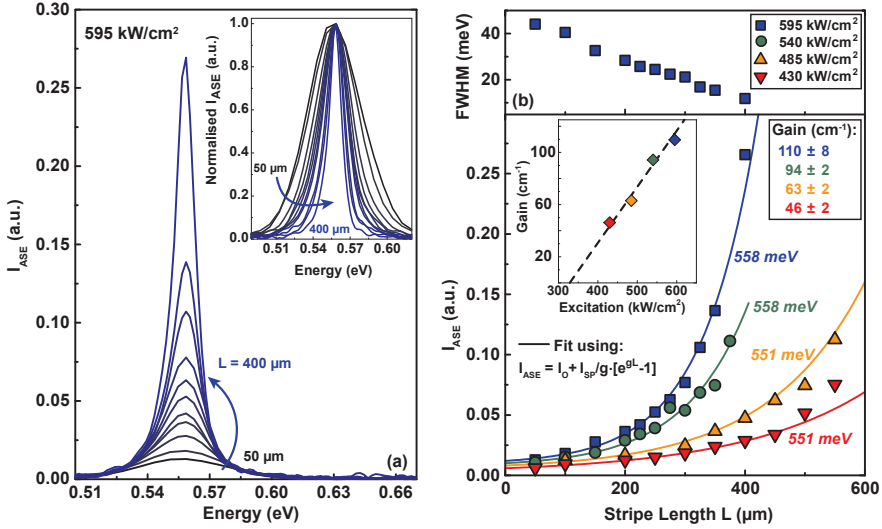 595 kW/cm²
I_ASE (a.u.)
0.30
0.25
0.20
0.15
0.10
0.05
0.00
0.51
0.54
0.57
0.60
0.63
0.66
Energy (eV)
L = 400 µm
50 µm
(a)
Normalised I_ASE (a.u.)
1.0
0.8
0.6
0.4
0.2
0.0
0.51
0.54
0.57
0.60
Energy (eV)
50 µm
400 µm
FWHM (meV)
40
20
(b)
595 kW/cm²
540 kW/cm²
485 kW/cm²
430 kW/cm²
I_ASE (a.u.)
0.25
0.20
0.15
0.10
0.05
0.00
0
200
400
600
Stripe Length L (µm)
Gain (cm⁻¹)
100
60
20
300
400
500
600
Excitation (kW/cm²)
Gain (cm⁻¹):
110 ± 8
94 ± 2
63 ± 2
46 ± 2
558 meV
558 meV
551 meV
551 meV
Fit using:
I_ASE = I_O + I_SP/g·[e^gL-1]